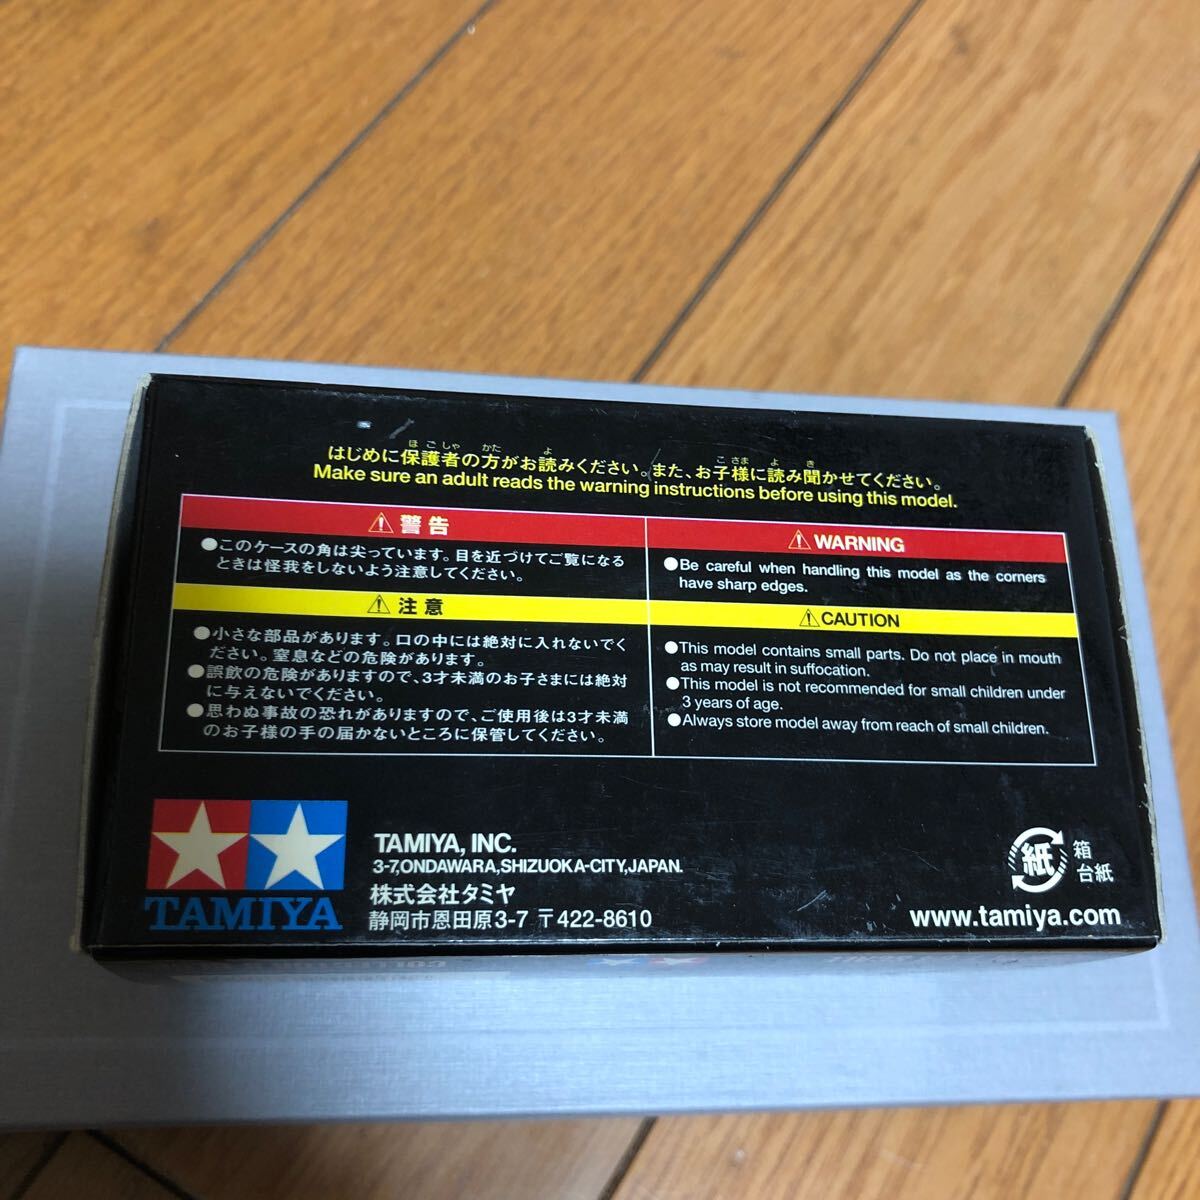 はじめに保護者の方がお読みください。また、お子様に読み聞かせてください。
ほごしゃ かた よ こさま よ き
Make sure an adult reads the warning instructions before using this model.
⚠警告
●このケースの角は尖っています。目を近づけてご覧になる
ときは怪我をしないよう注意してください。
⚠注意
●小さな部品があります。口の中には絶対に入れないでく
ださい。窒息などの危険があります。
●誤飲の危険がありますので、3才未満のお子さまには絶対
に与えないでください。
●思わぬ事故の恐れがありますので、ご使用後は3才未満
のお子様の手の届かないところに保管してください。
⚠WARNING
●Be careful when handling this model as the corners
have sharp edges.
⚠CAUTION
●This model contains small parts. Do not place in mouth
as may result in suffocation.
●This model is not recommended for small children under
3 years of age.
●Always store model away from reach of small children.
TAMIYA
TAMIYA, INC.
3-7,ONDAWARA,SHIZUOKA-CITY,JAPAN.
株式会社タミヤ
静岡市恩田原3-7 〒422-8610
紙
箱
台紙
www.tamiya.com